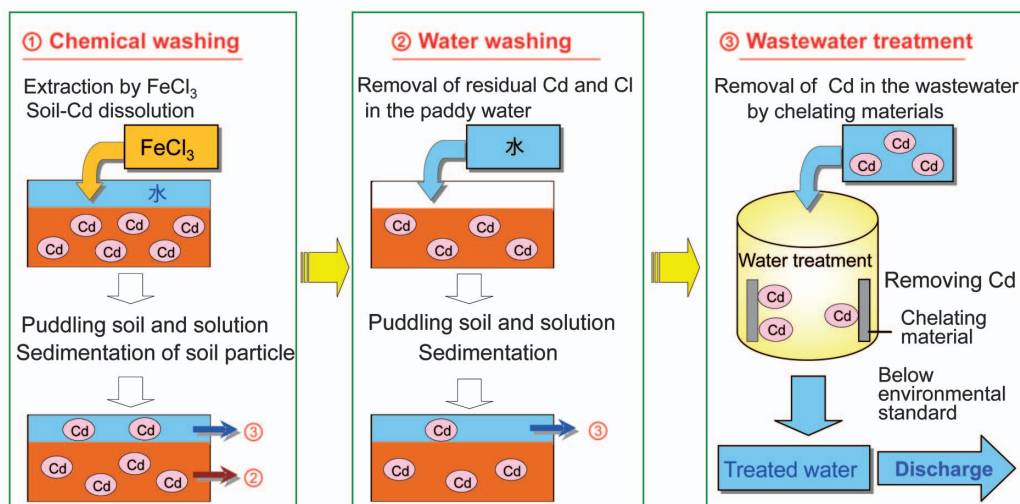 ① Chemical washing
Extraction by FeCl₃
Soil-Cd dissolution
FeCl₃
水
Cd
Cd
Cd
Cd
Cd
Cd
Puddling soil and solution
Sedimentation of soil particle
Cd
Cd
③
Cd
Cd
Cd
Cd
②
② Water washing
Removal of residual Cd and Cl
in the paddy water
水
Cd
Cd
Cd
Cd
Puddling soil and solution
Sedimentation
Cd
③
Cd
Cd
Cd
Cd
③ Wastewater treatment
Removal of Cd in the wastewater
by chelating materials
Cd
Cd
Cd
Water treatment
Removing Cd
Cd
Cd
Cd
Chelating
material
Below
environmental
standard
Treated water
Discharge